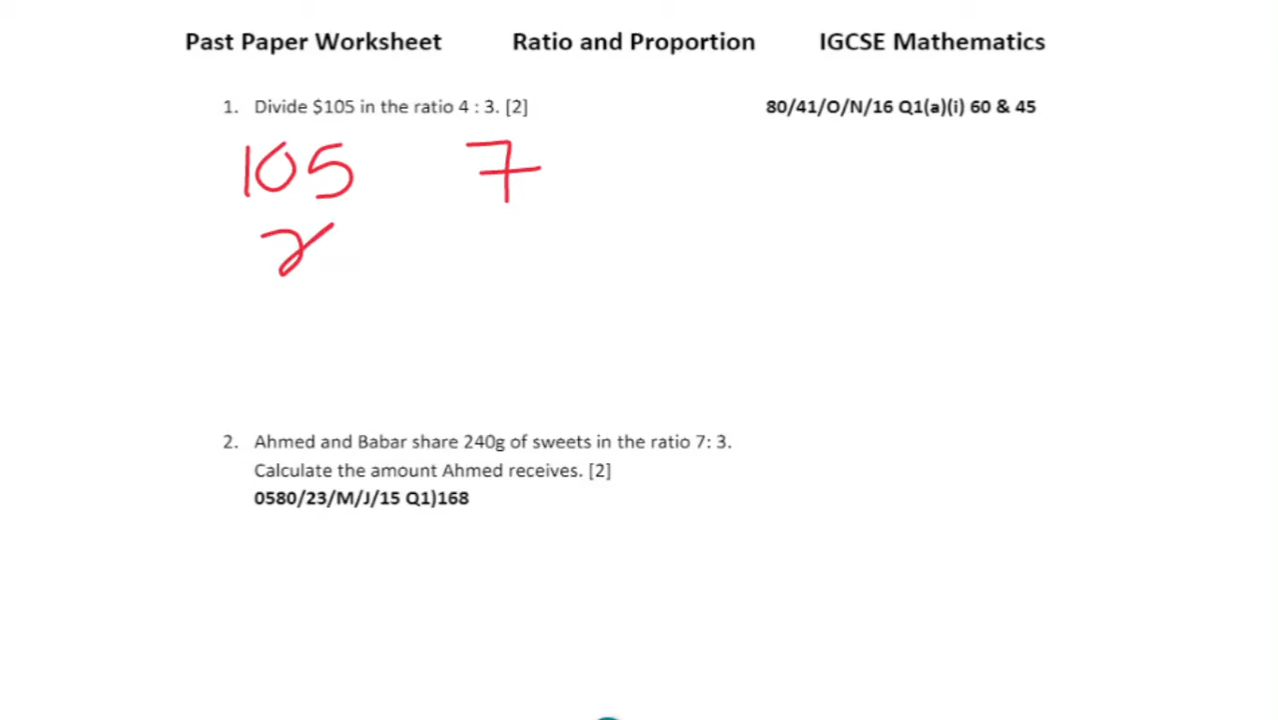 Past Paper Worksheet Ratio and Proportion IGCSE Mathematics
1. Divide $105 in the ratio 4 : 3. [2] 80/41/O/N/16 Q1(a)(i) 60 & 45
105 7
2. Ahmed and Babar share 240g of sweets in the ratio 7: 3.
Calculate the amount Ahmed receives. [2]
0580/23/M/J/15 Q1)168